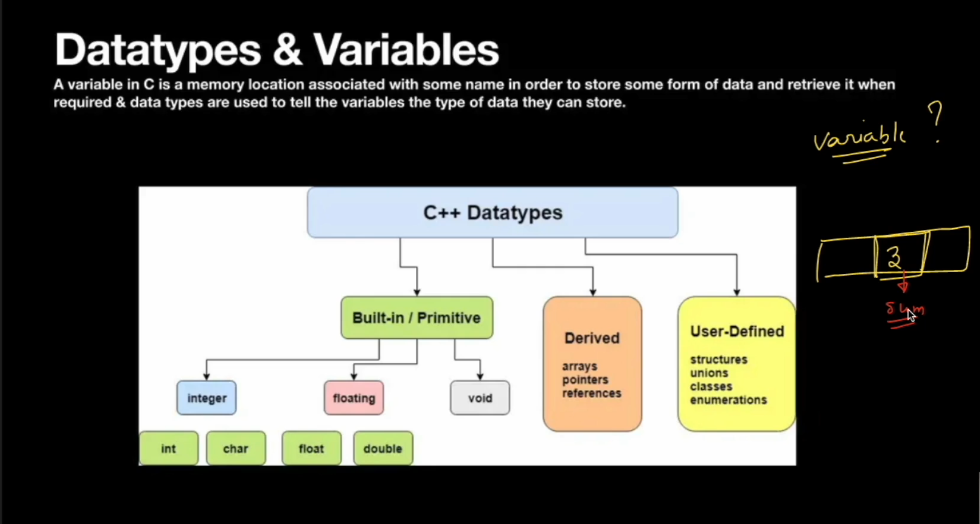 Datatypes & Variables
A variable in C is a memory location associated with some name in order to store some form of data and retrieve it when
required & data types are used to tell the variables the type of data they can store.
variable ?
C++ Datatypes
3
sum
Built-in / Primitive
Derived
arrays
pointers
references
User-Defined
structures
unions
classes
enumerations
integer
floating
void
int
char
float
double